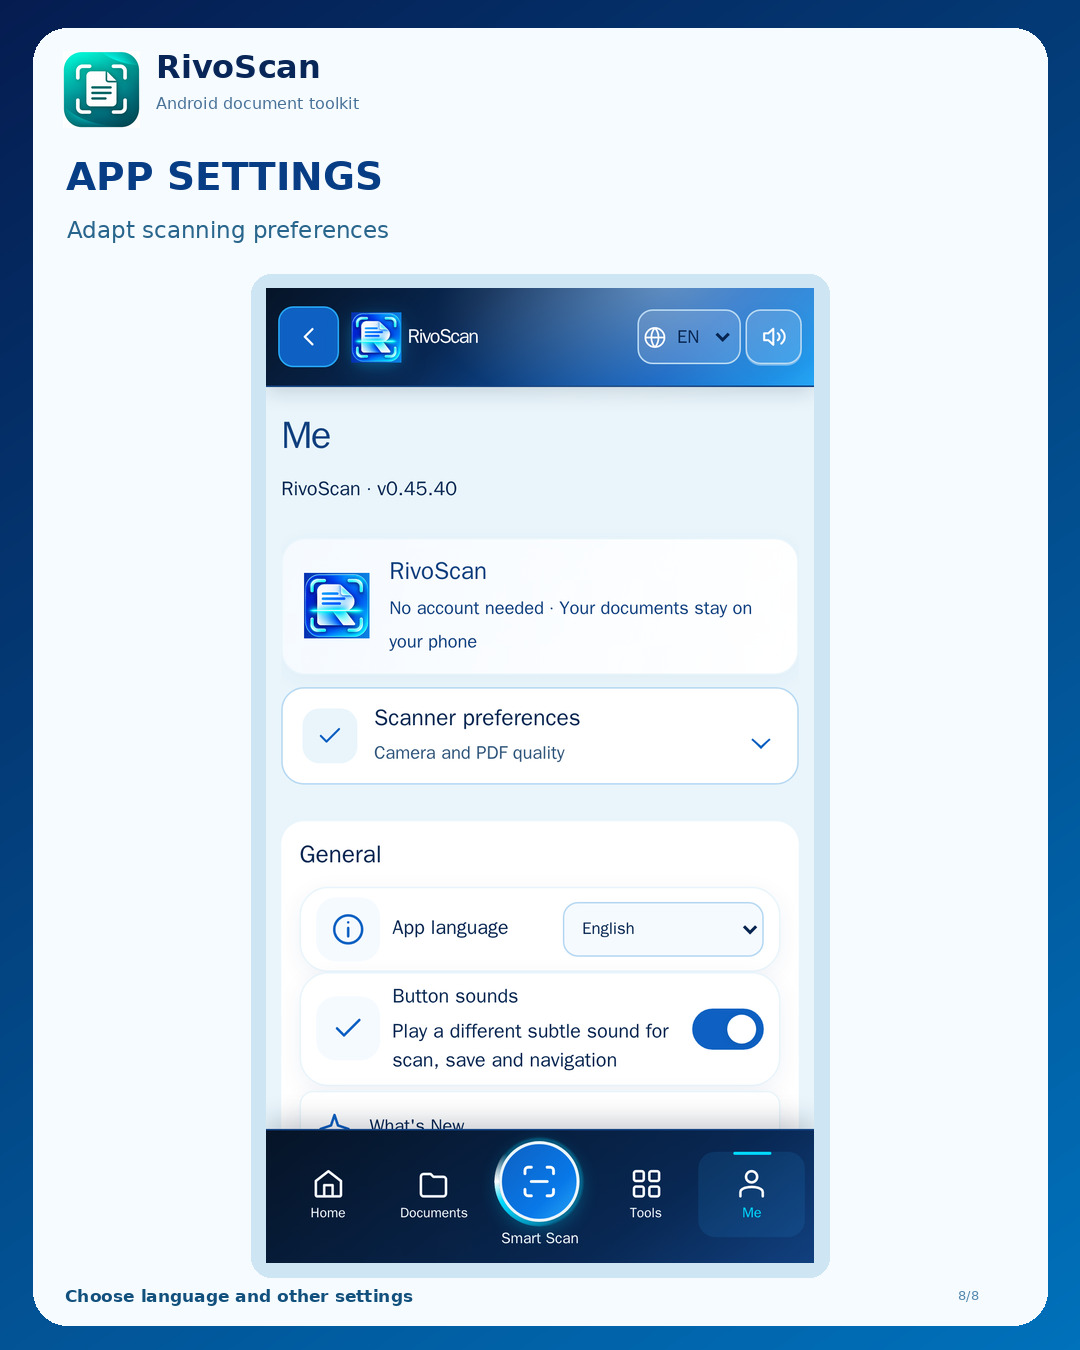 RivoScan
Android document toolkit
APP SETTINGS
Adapt scanning preferences
RivoScan
EN
Me
RivoScan · v0.45.40
RivoScan
No account needed · Your documents stay on
your phone
Scanner preferences
Camera and PDF quality
General
App language
English
Button sounds
Play a different subtle sound for
scan, save and navigation
What's New
Home
Documents
Smart Scan
Tools
Me
Choose language and other settings
8/8